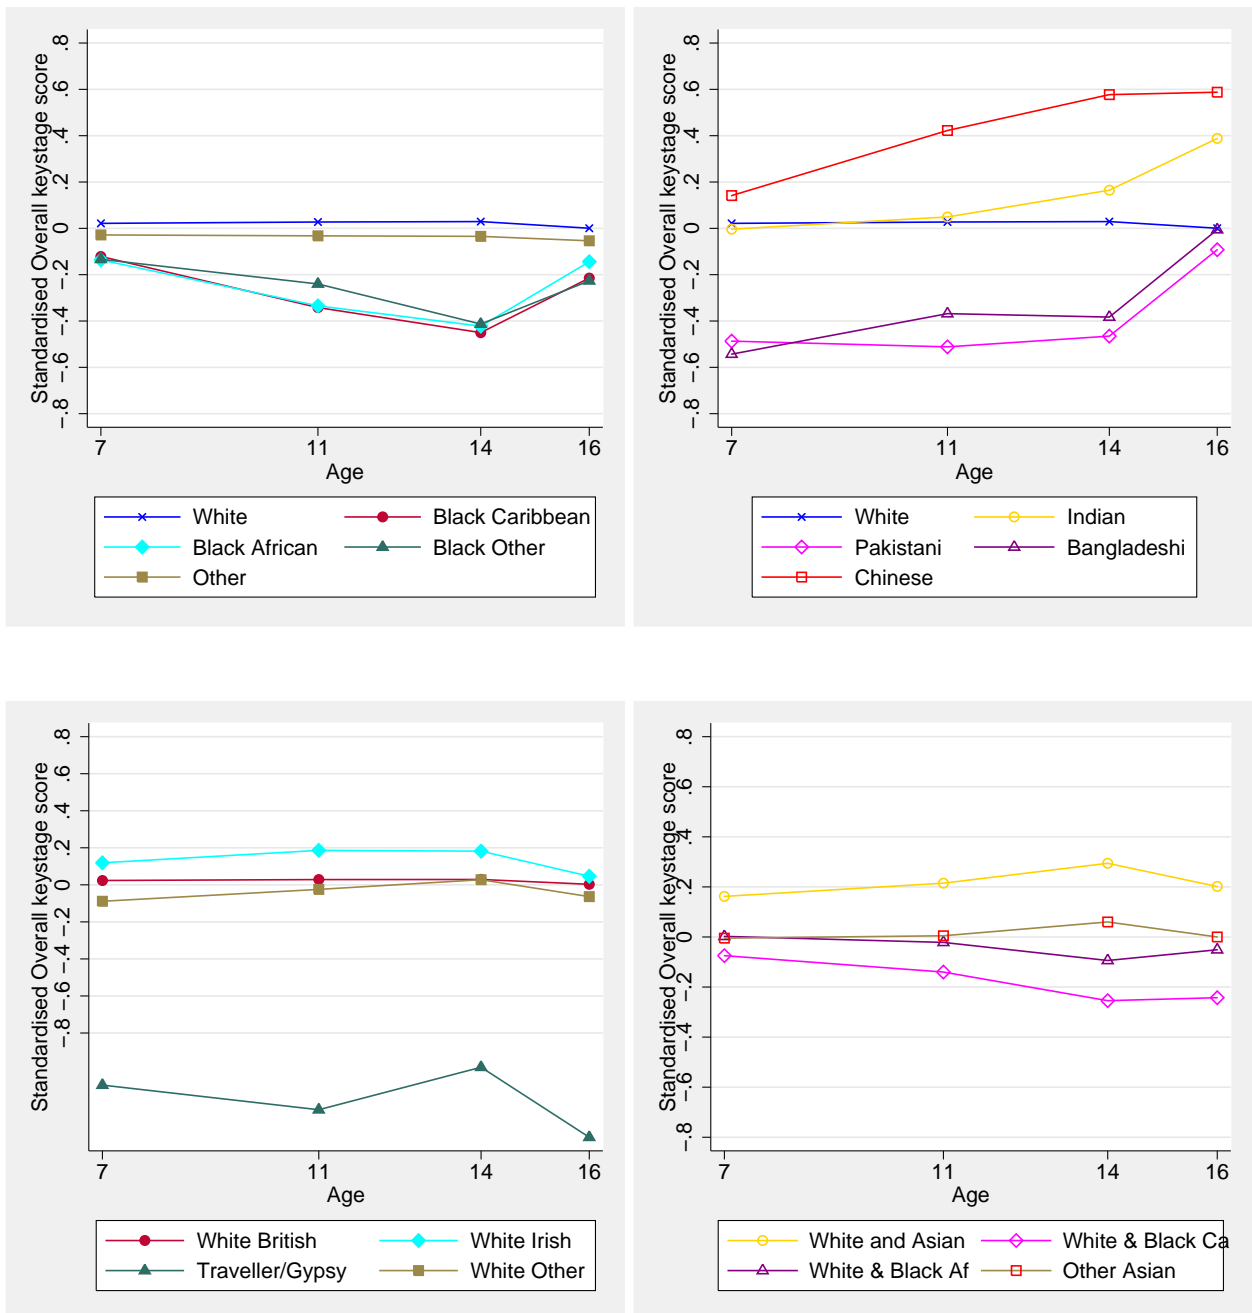 Standardised Overall keystage score
.8
.6
.4
.2
0
-.2
-.4
-.6
-.8
7 11 14 16
Age
White Black Caribbean
Black African Black Other
Other
Standardised Overall keystage score
.8
.6
.4
.2
0
-.2
-.4
-.6
-.8
7 11 14 16
Age
White Indian
Pakistani Bangladeshi
Chinese
Standardised Overall keystage score
.8
.6
.4
.2
0
-.2
-.4
-.6
-.8
7 11 14 16
Age
White British White Irish
Traveller/Gypsy White Other
Standardised Overall keystage score
.8
.6
.4
.2
0
-.2
-.4
-.6
-.8
7 11 14 16
Age
White and Asian White & Black Ca
White & Black Af Other Asian